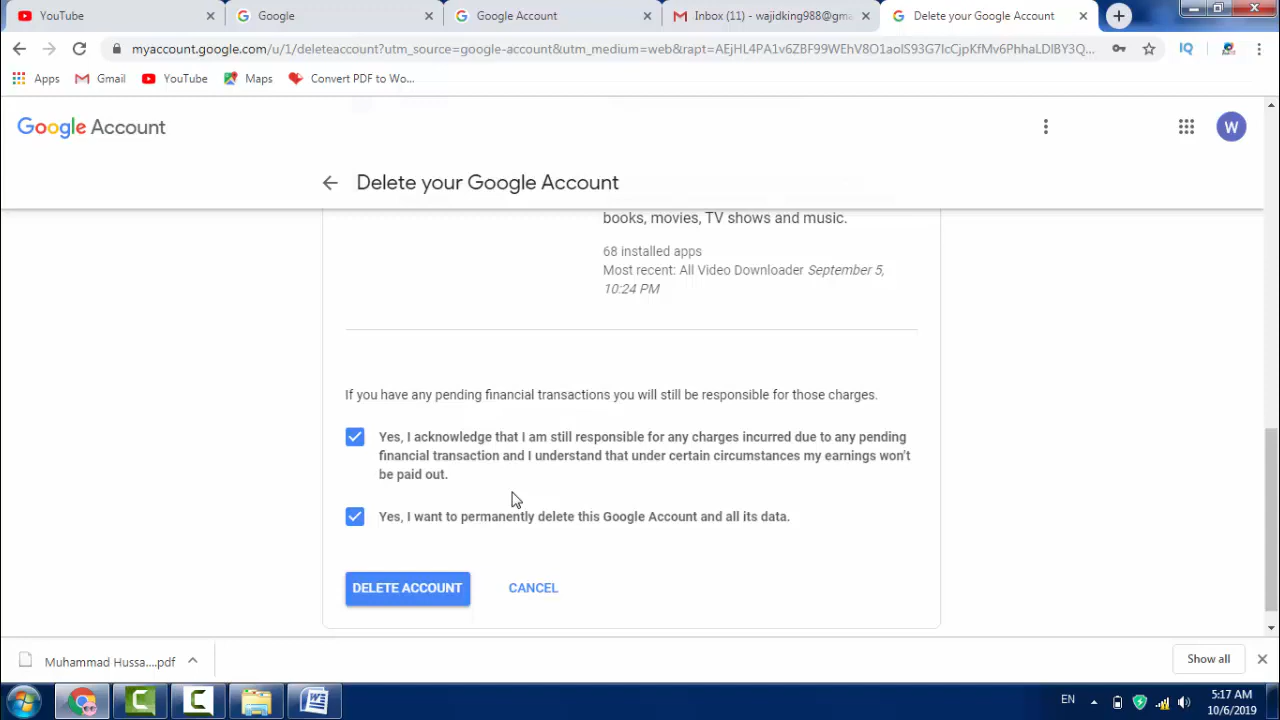 YouTube
Google
Google Account
Inbox (11) - wajidking988@gma
Delete your Google Account
myaccount.google.com/u/1/deleteaccount?utm_source=google-account&utm_medium=web&rapt=AEjHL4PA1v6ZBF99WEhV8O1aolS93G7IcCjpKfMv6PhhaLDlBY3Q...
IQ
Apps
Gmail
YouTube
Maps
Convert PDF to Wo...
Google Account
W
Delete your Google Account
books, movies, TV shows and music.
68 installed apps
Most recent: All Video Downloader September 5,
10:24 PM
If you have any pending financial transactions you will still be responsible for those charges.
Yes, I acknowledge that I am still responsible for any charges incurred due to any pending
financial transaction and I understand that under certain circumstances my earnings won't
be paid out.
Yes, I want to permanently delete this Google Account and all its data.
DELETE ACCOUNT
CANCEL
Muhammad Hussa....pdf
Show all
EN
5:17 AM
10/6/2019